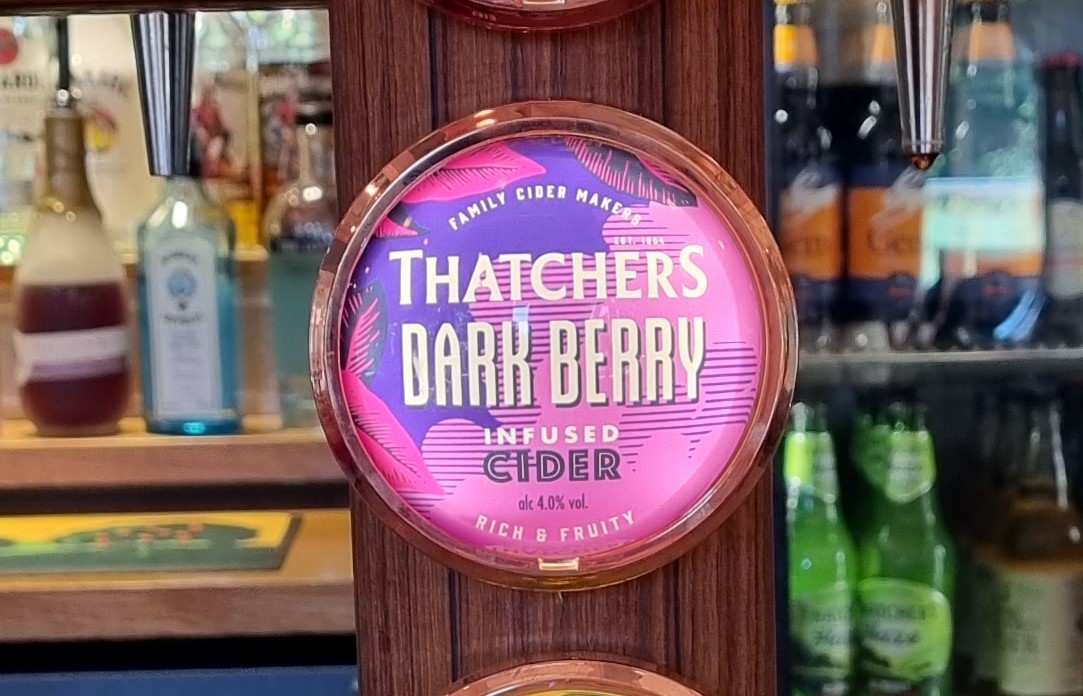 FAMILY CIDER MAKERS
EST. 1904
THATCHERS
DARK BERRY
INFUSED
CIDER
alc 4.0% vol.
RICH & FRUITY